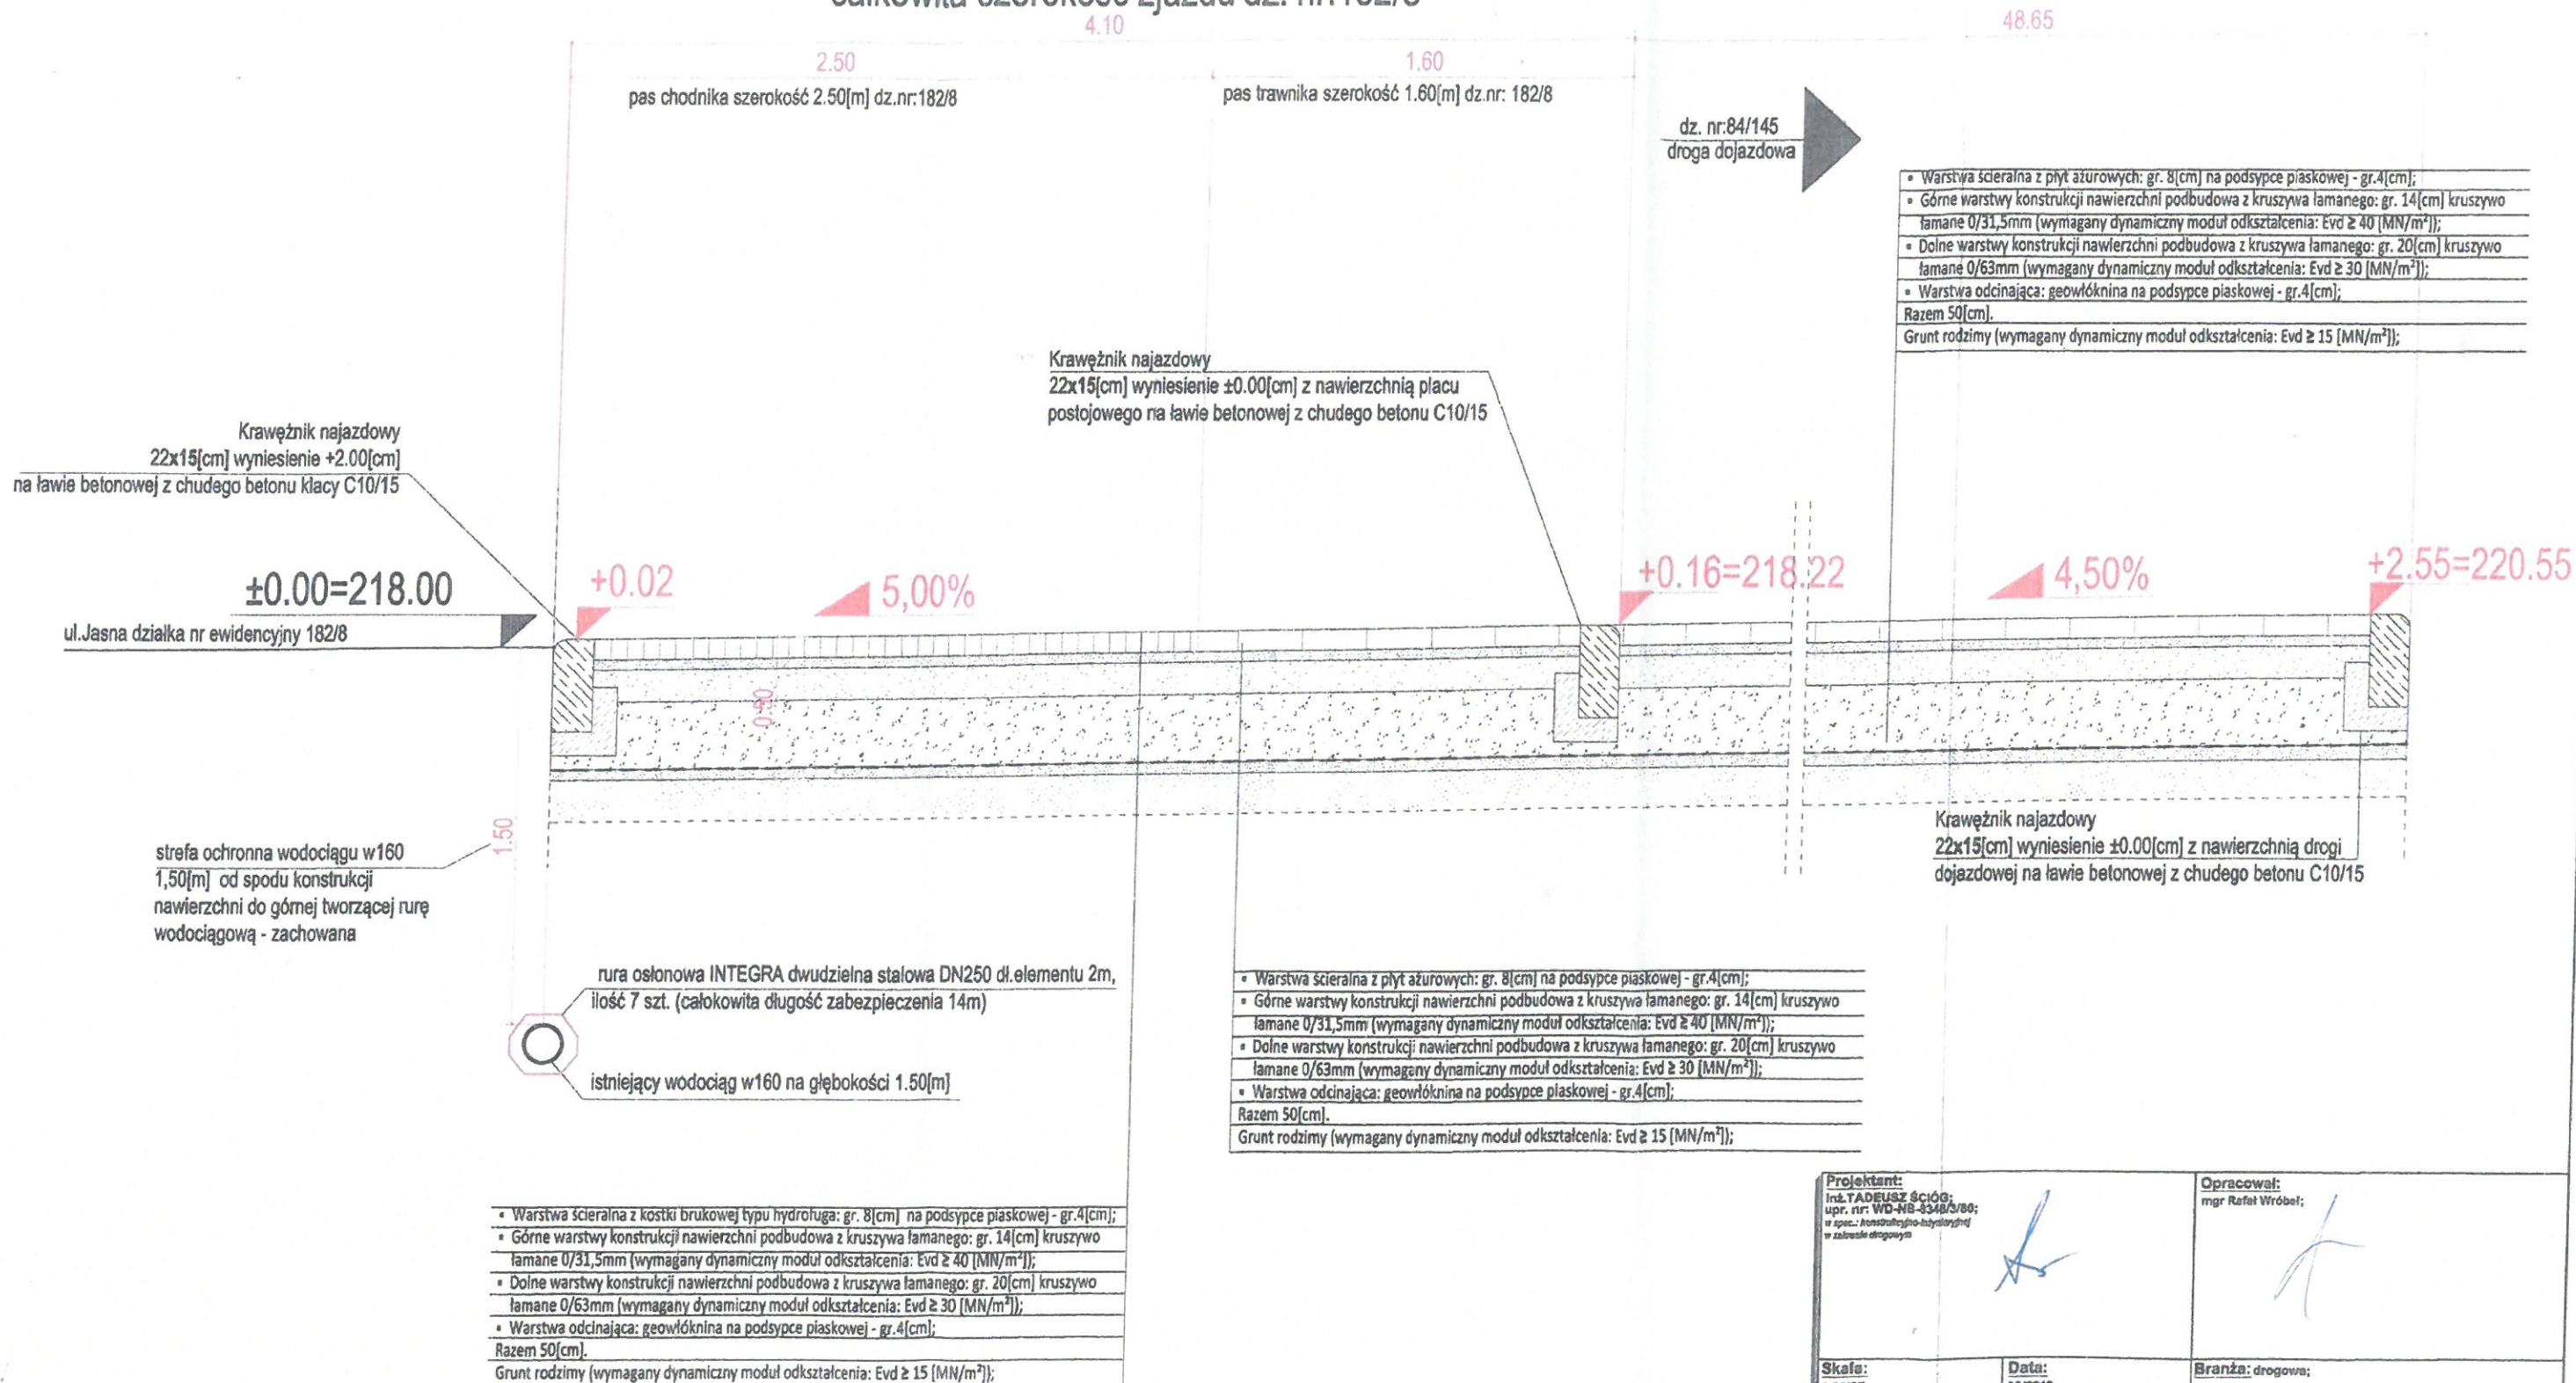 całkowita szerokość zjazdu dz. nr:182/8
4.10
48.65
2.50
1.60
pas chodnika szerokość 2.50[m] dz.nr:182/8
pas trawnika szerokość 1.60[m] dz.nr: 182/8
dz. nr:84/145
droga dojazdowa
▪ Warstwa ścieralna z płyt ażurowych: gr. 8[cm] na podsypce piaskowej - gr.4[cm];
▪ Górne warstwy konstrukcji nawierzchni podbudowa z kruszywa łamanego: gr. 14[cm] kruszywo
łamane 0/31,5mm (wymagany dynamiczny moduł odkształcenia: Evd ≥ 40 [MN/m²]);
▪ Dolne warstwy konstrukcji nawierzchni podbudowa z kruszywa łamanego: gr. 20[cm] kruszywo
łamane 0/63mm (wymagany dynamiczny moduł odkształcenia: Evd ≥ 30 [MN/m²]);
▪ Warstwa odcinająca: geowłóknina na podsypce piaskowej - gr.4[cm];
Razem 50[cm].
Grunt rodzimy (wymagany dynamiczny moduł odkształcenia: Evd ≥ 15 [MN/m²]);
Krawężnik najazdowy
22x15[cm] wyniesienie ±0.00[cm] z nawierzchnią placu
postojowego na ławie betonowej z chudego betonu C10/15
Krawężnik najazdowy
22x15[cm] wyniesienie +2.00[cm]
na ławie betonowej z chudego betonu klacy C10/15
±0.00=218.00
+0.02
5,00%
+0.16=218.22
4,50%
+2.55=220.55
ul.Jasna działka nr ewidencyjny 182/8
0.50
1.50
strefa ochronna wodociągu w160
1,50[m] od spodu konstrukcji
nawierzchni do górnej tworzącej rurę
wodociągową - zachowana
Krawężnik najazdowy
22x15[cm] wyniesienie ±0.00[cm] z nawierzchnią drogi
dojazdowej na ławie betonowej z chudego betonu C10/15
rura osłonowa INTEGRA dwudzielna stalowa DN250 dł.elementu 2m,
ilość 7 szt. (całokowita długość zabezpieczenia 14m)
istniejący wodociąg w160 na głębokości 1.50[m]
▪ Warstwa ścieralna z płyt ażurowych: gr. 8[cm] na podsypce piaskowej - gr.4[cm];
▪ Górne warstwy konstrukcji nawierzchni podbudowa z kruszywa łamanego: gr. 14[cm] kruszywo
łamane 0/31,5mm (wymagany dynamiczny moduł odkształcenia: Evd ≥ 40 [MN/m²]);
▪ Dolne warstwy konstrukcji nawierzchni podbudowa z kruszywa łamanego: gr. 20[cm] kruszywo
łamane 0/63mm (wymagany dynamiczny moduł odkształcenia: Evd ≥ 30 [MN/m²]);
▪ Warstwa odcinająca: geowłóknina na podsypce piaskowej - gr.4[cm];
Razem 50[cm].
Grunt rodzimy (wymagany dynamiczny moduł odkształcenia: Evd ≥ 15 [MN/m²]);
▪ Warstwa ścieralna z kostki brukowej typu hydrofuga: gr. 8[cm] na podsypce piaskowej - gr.4[cm];
▪ Górne warstwy konstrukcji nawierzchni podbudowa z kruszywa łamanego: gr. 14[cm] kruszywo
łamane 0/31,5mm (wymagany dynamiczny moduł odkształcenia: Evd ≥ 40 [MN/m²]);
▪ Dolne warstwy konstrukcji nawierzchni podbudowa z kruszywa łamanego: gr. 20[cm] kruszywo
łamane 0/63mm (wymagany dynamiczny moduł odkształcenia: Evd ≥ 30 [MN/m²]);
▪ Warstwa odcinająca: geowłóknina na podsypce piaskowej - gr.4[cm];
Razem 50[cm].
Grunt rodzimy (wymagany dynamiczny moduł odkształcenia: Evd ≥ 15 [MN/m²]);
Projektant:
inż.TADEUSZ ŚCIÓG;
upr. nr: WD-NB-8346/3/80;
w spec.: konstrukcyjno-inżynieryjnej
w zakresie drogowym
Opracował:
mgr Rafał Wróbel;
Skala:
Data:
Branża: drogowa;